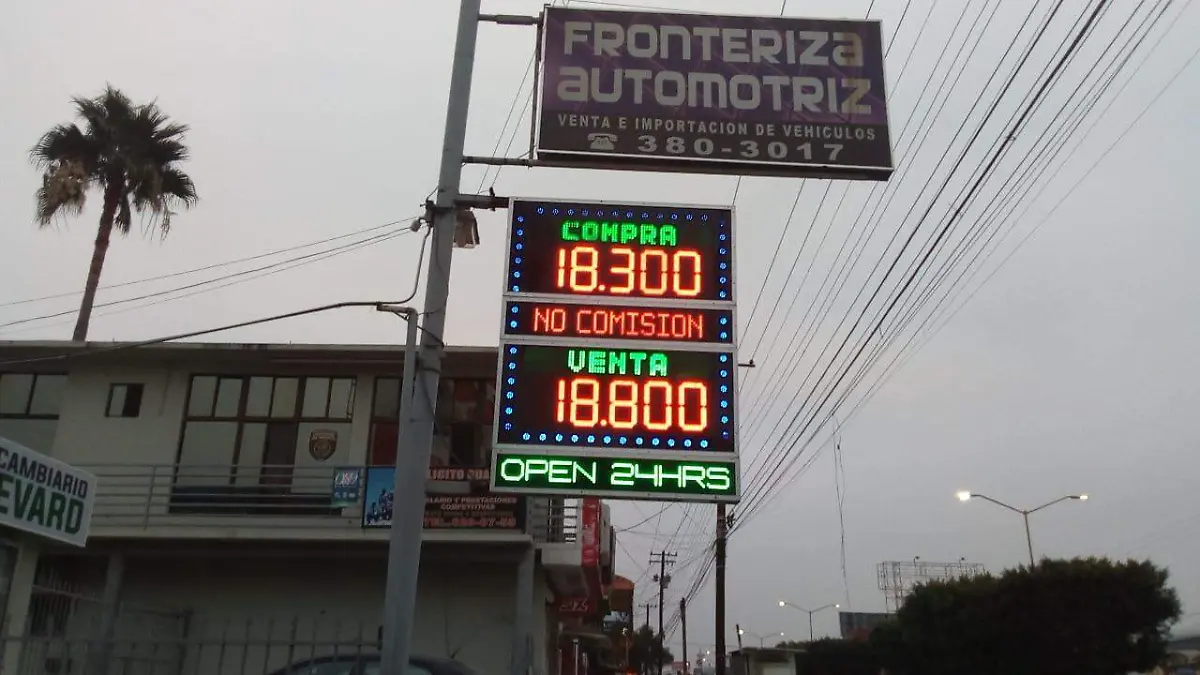 FRONTERIZA
AUTOMOTRIZ
VENTA E IMPORTACION DE VEHICULOS
380-3017
COMPRA
18.300
NO COMISION
VENTA
18.800
OPEN 24HRS
CAMBIARIO
EVARD